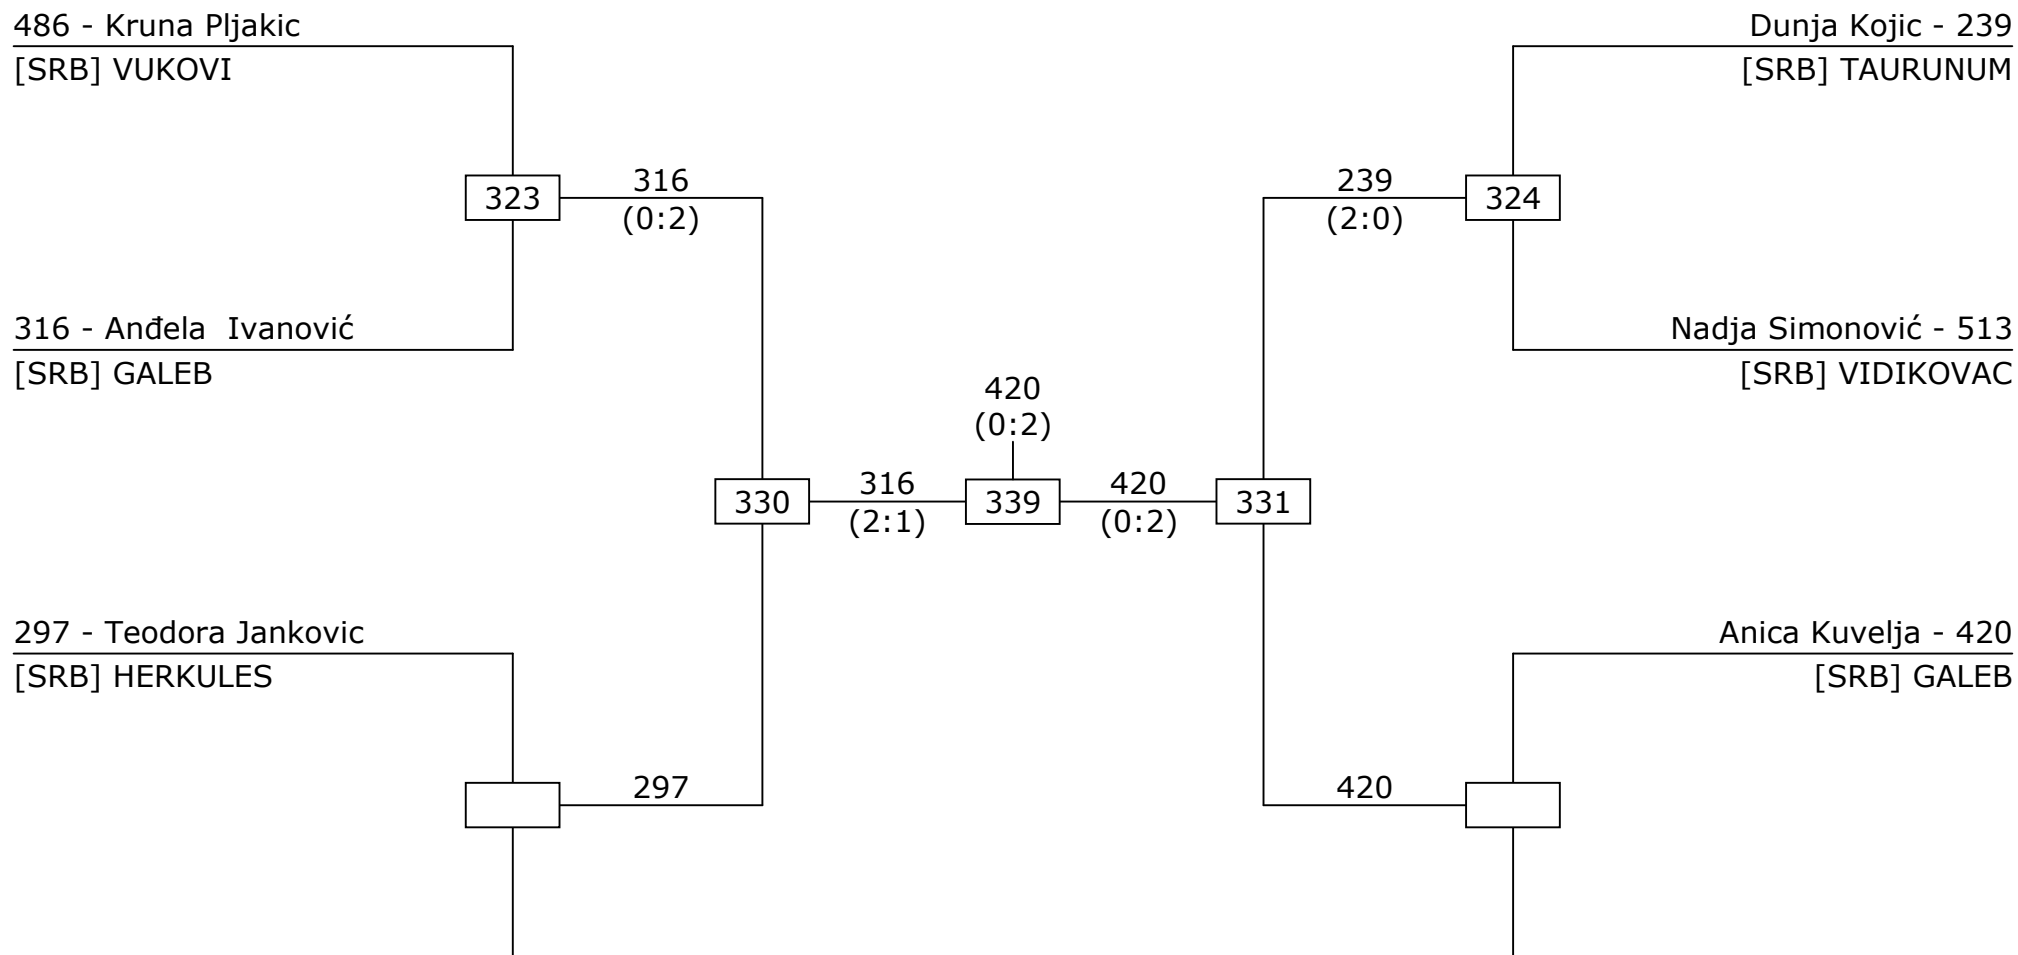 486 - Kruna Pljakic
[SRB] VUKOVI
Dunja Kojic - 239
[SRB] TAURUNUM
323
316
(0:2)
239
(2:0)
324
316 - Anđela  Ivanović
[SRB] GALEB
Nadja Simonović - 513
[SRB] VIDIKOVAC
420
(0:2)
330
316
(2:1)
339
420
(0:2)
331
297 - Teodora Jankovic
[SRB] HERKULES
Anica Kuvelja - 420
[SRB] GALEB
297
420